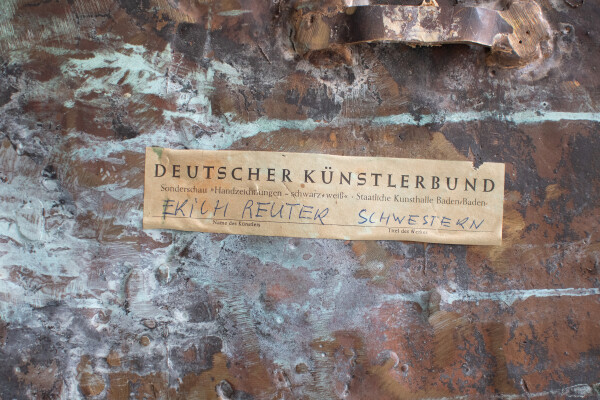 DEUTSCHER KÜNSTLERBUND
Sonderschau »Handzeichnungen – schwarz+weiß« · Staatliche Kunsthalle Baden/Baden
ERICH REUTER SCHWESTERN
Name des Künstlers Titel des Werkes